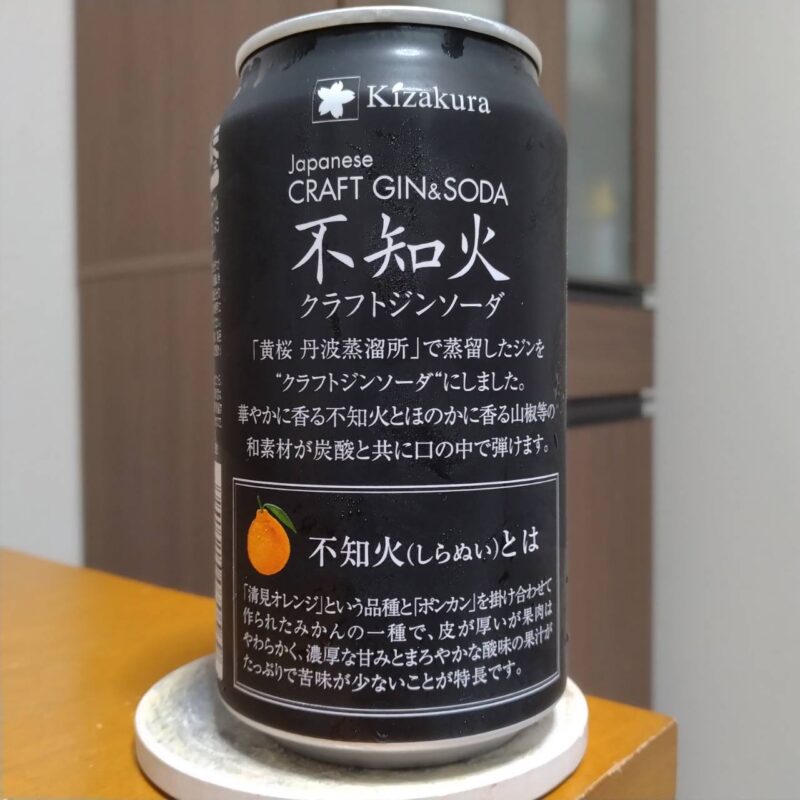 Kizakura
Japanese
CRAFT GIN&SODA
不知火
クラフトジンソーダ
「黄桜 丹波蒸溜所」で蒸留したジンを
“クラフトジンソーダ“にしました。
華やかに香る不知火とほのかに香る山椒等の
和素材が炭酸と共に口の中で弾けます。
不知火(しらぬい)とは
「清見オレンジ」という品種と「ポンカン」を掛け合わせて
作られたみかんの一種で、皮が厚いが果肉は
やわらかく、濃厚な甘みとまろやかな酸味の果汁が
たっぷりで苦味が少ないことが特長です。